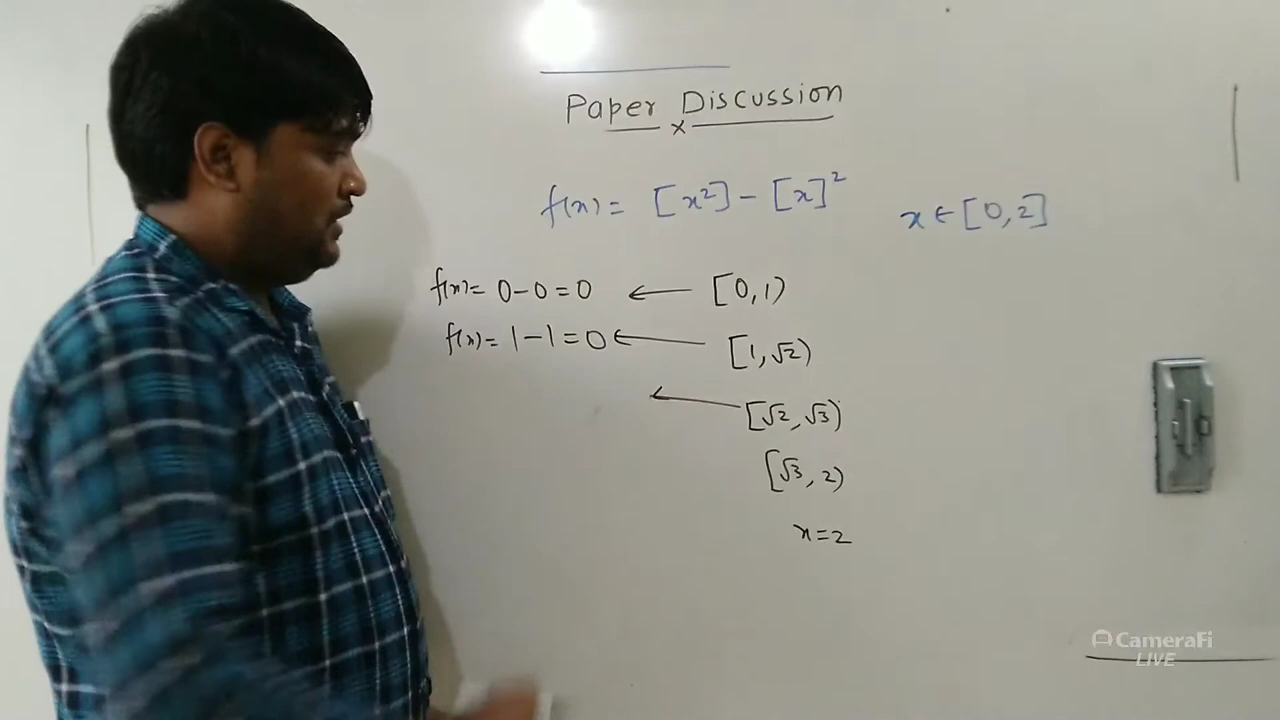 Paper Discussion
x
f(x) = [x²] - [x]² x ∈ [0,2]
f(x) = 0-0=0 ← [0,1)
f(x) = 1-1=0 ← [1,√2)
← [√2,√3)
[√3, 2)
x=2
CameraFi
LIVE